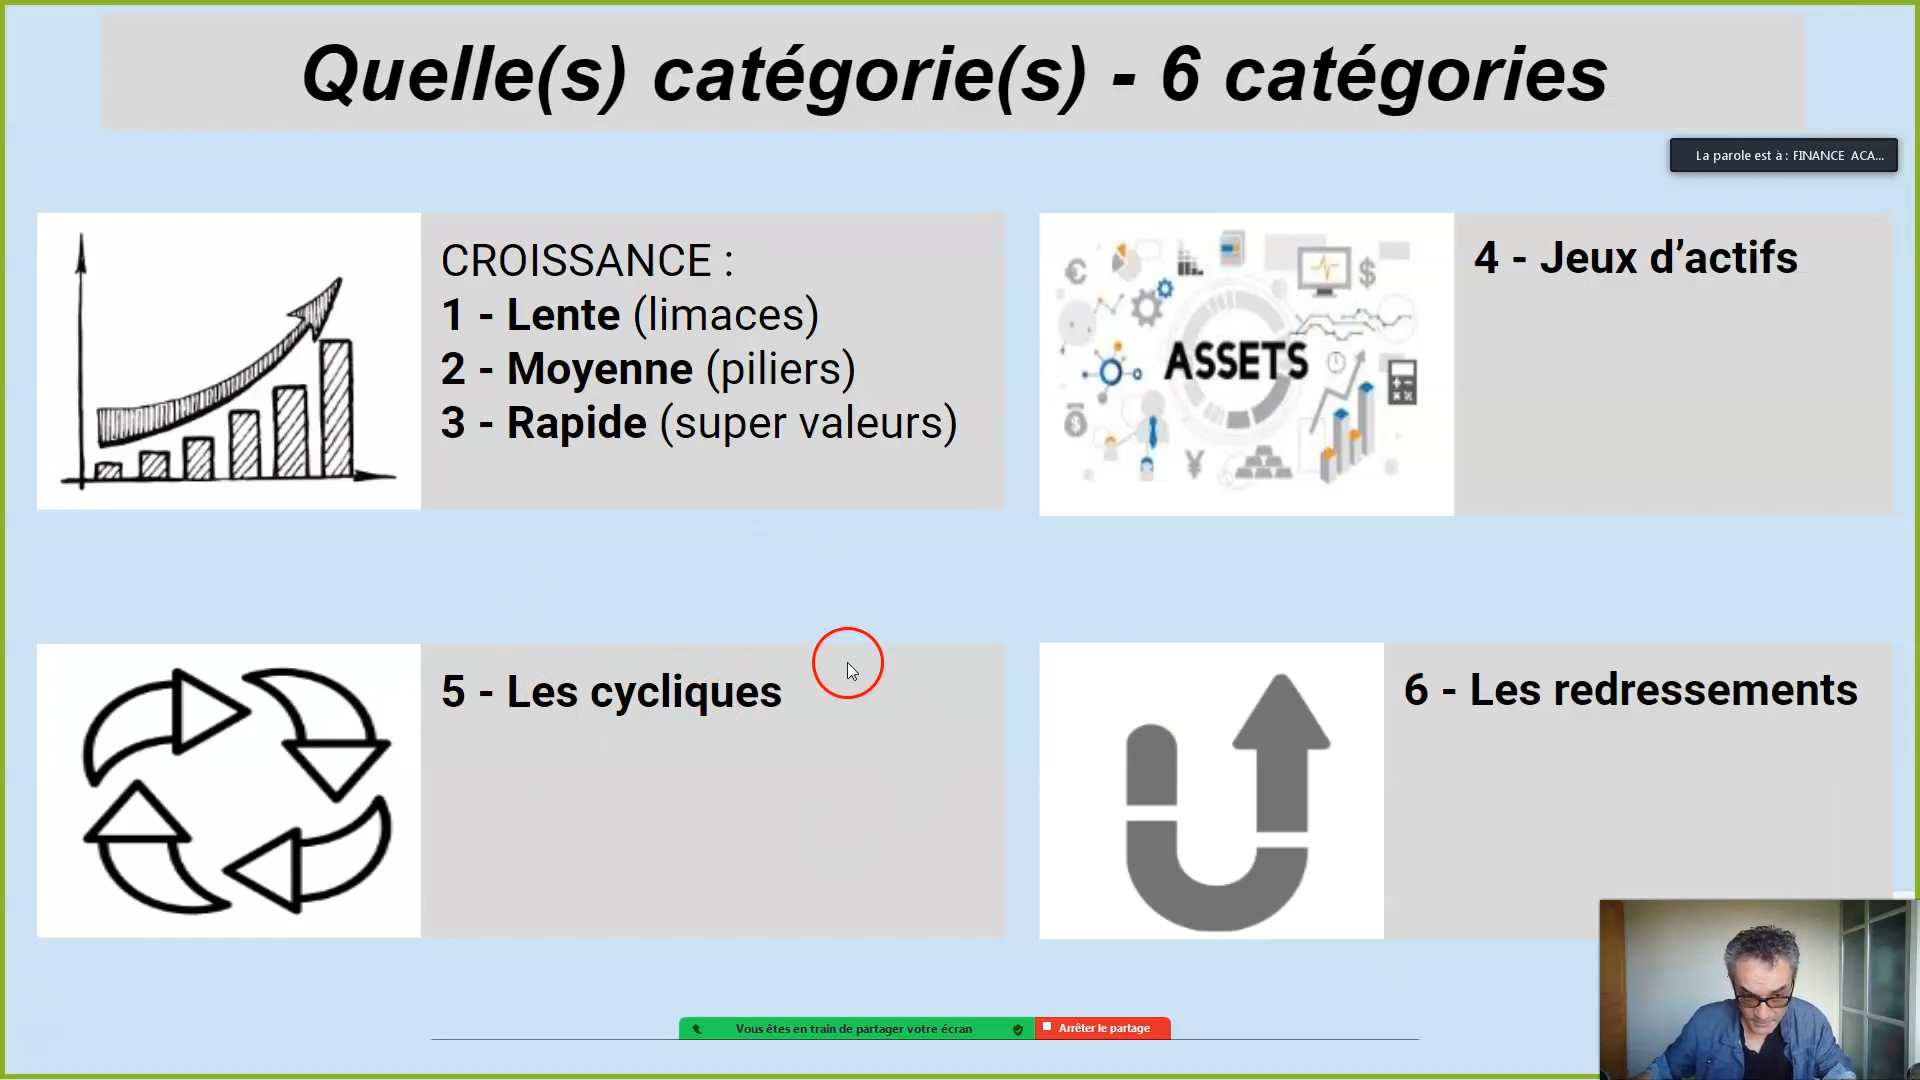 Quelle(s) catégorie(s) - 6 catégories
La parole est à : FINANCE ACA...
CROISSANCE :
1 - Lente (limaces)
2 - Moyenne (piliers)
3 - Rapide (super valeurs)
ASSETS
4 - Jeux d’actifs
5 - Les cycliques
6 - Les redressements
Vous êtes en train de partager votre écran
Arrêter le partage